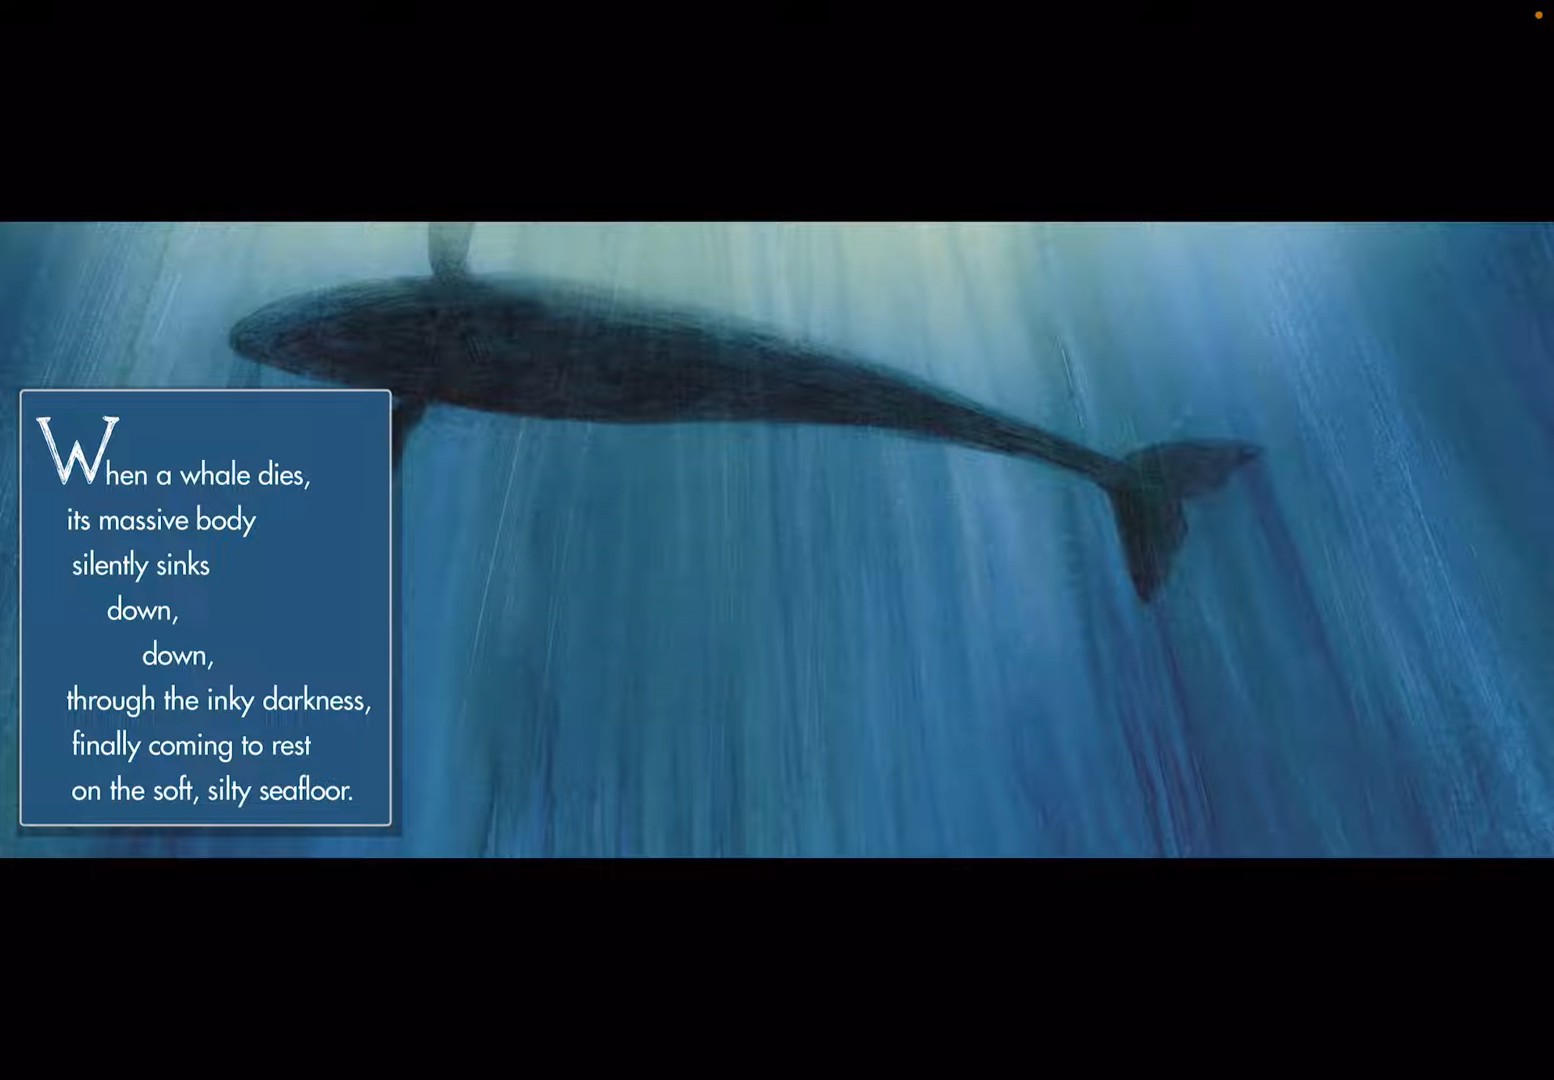 When a whale dies,
its massive body
silently sinks
down,
down,
through the inky darkness,
finally coming to rest
on the soft, silty seafloor.